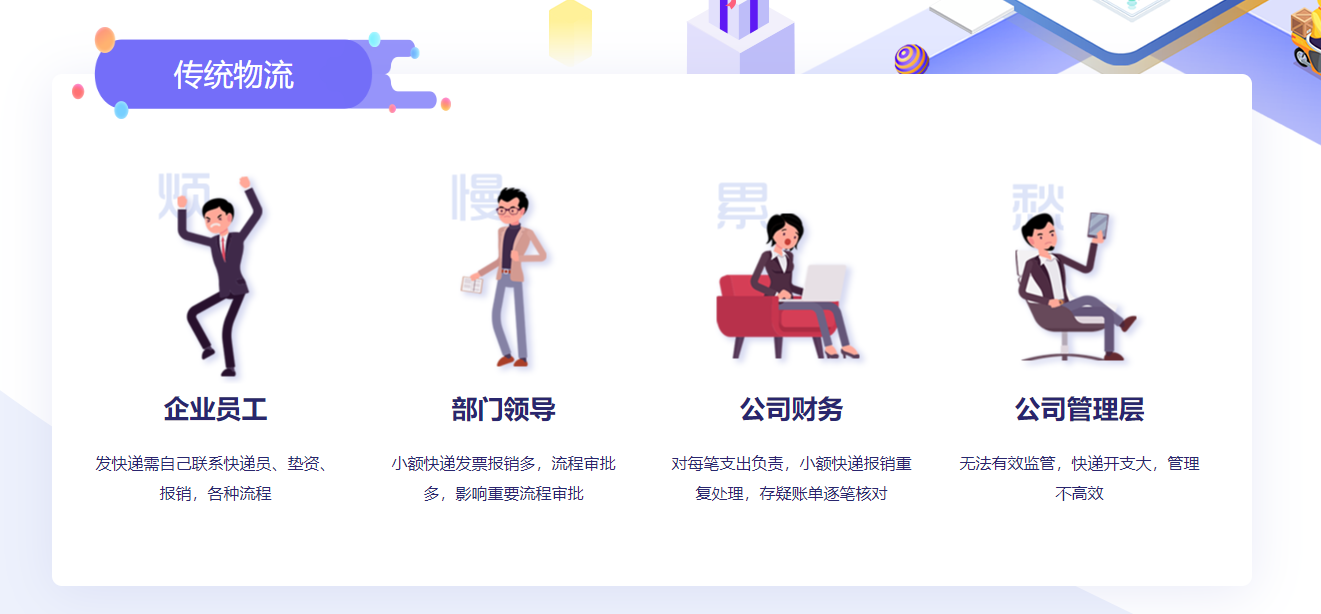 传统物流
烦
慢
累
愁
企业员工
部门领导
公司财务
公司管理层
发快递需自己联系快递员、垫资、
报销，各种流程
小额快递发票报销多，流程审批
多，影响重要流程审批
对每笔支出负责，小额快递报销重
复处理，存疑账单逐笔核对
无法有效监管，快递开支大，管理
不高效